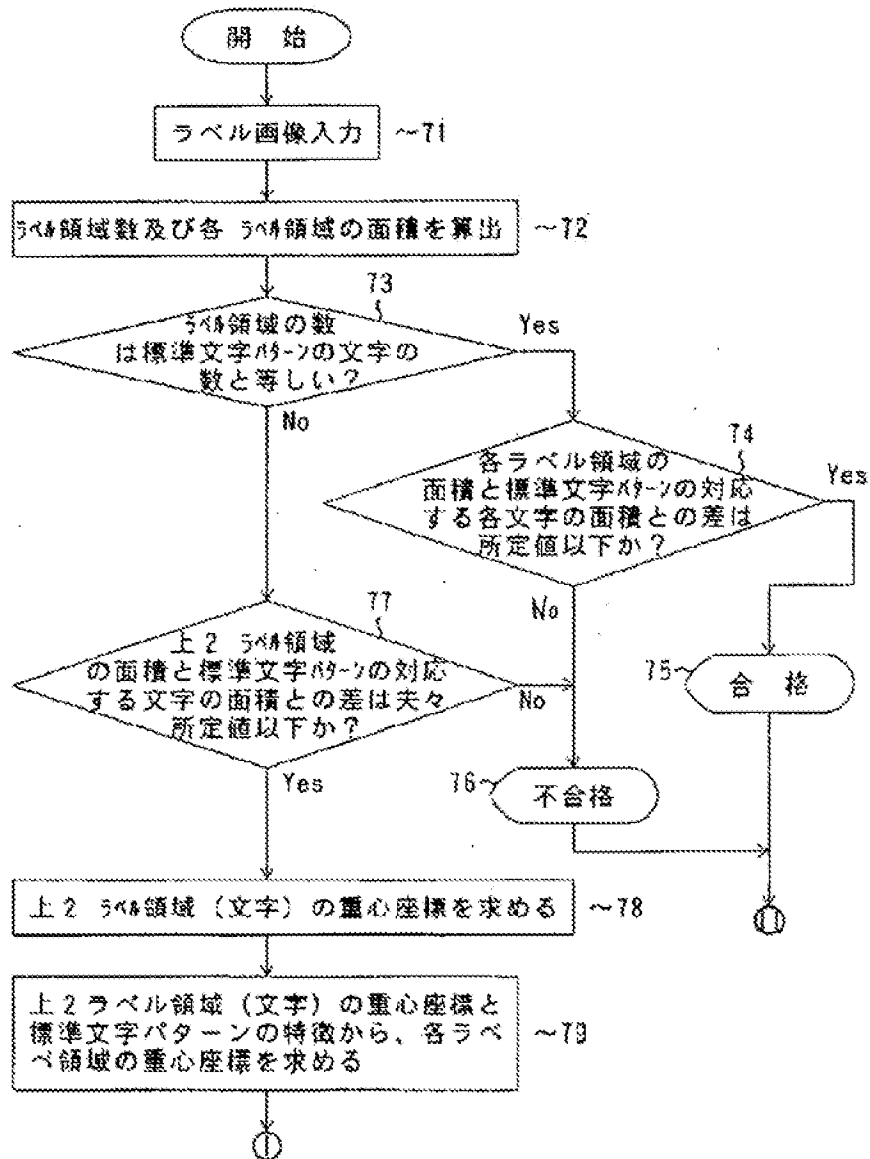 開 始
ラベル画像入力 ～71
ラベル領域数及び各 ラベル領域の面積を算出 ～72
73
ラベル領域の数
は標準文字パターンの文字の
数と等しい？
Yes
No
74
各ラベル領域の
面積と標準文字パターンの対応
する各文字の面積との差は
所定値以下か？
Yes
No
77
上2 ラベル領域
の面積と標準文字パターンの対応
する文字の面積との差は夫々
所定値以下か？
No
Yes
75～ 合 格
76～ 不合格
上2 ラベル領域（文字）の重心座標を求める ～78
上2ラベル領域（文字）の重心座標と
標準文字パターンの特徴から、各ラベ
ベ領域の重心座標を求める
～79